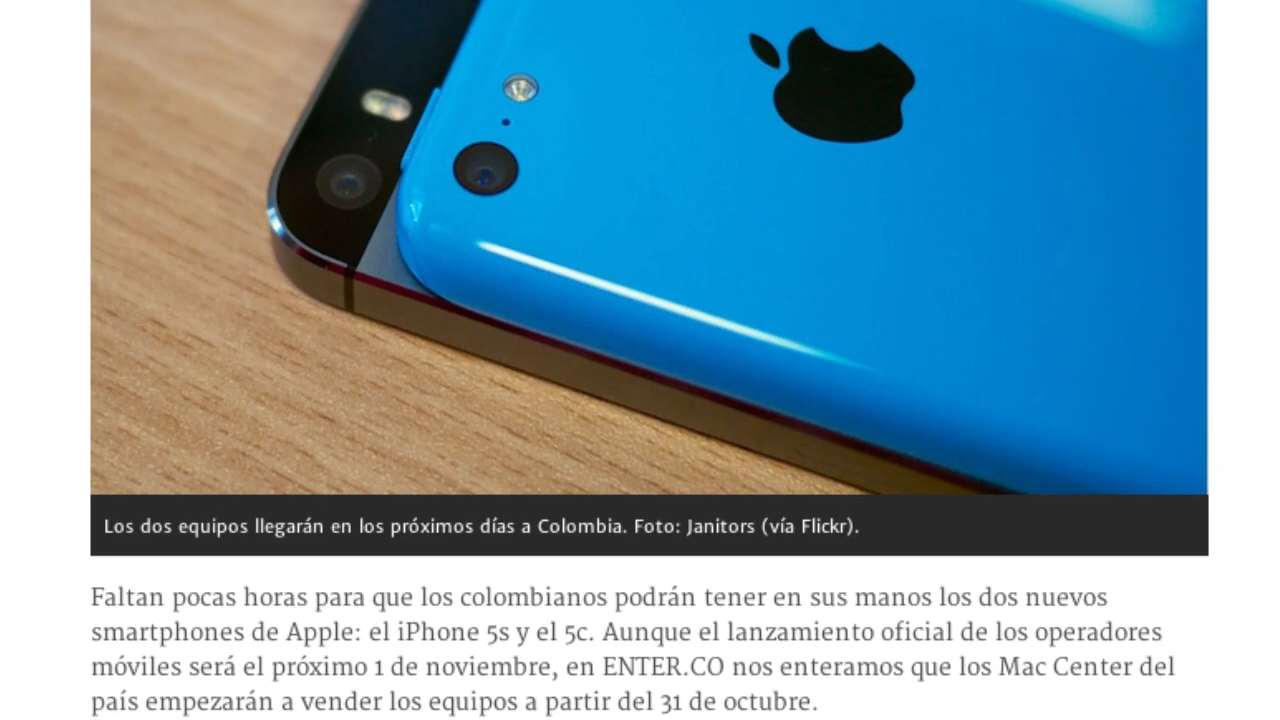 Los dos equipos llegarán en los próximos días a Colombia. Foto: Janitors (vía Flickr).
Faltan pocas horas para que los colombianos podrán tener en sus manos los dos nuevos
smartphones de Apple: el iPhone 5s y el 5c. Aunque el lanzamiento oficial de los operadores
móviles será el próximo 1 de noviembre, en ENTER.CO nos enteramos que los Mac Center del
país empezarán a vender los equipos a partir del 31 de octubre.